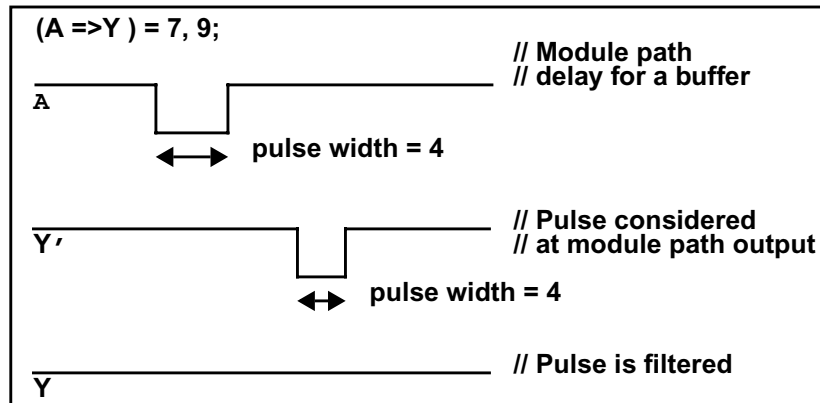 (A =>Y ) = 7, 9;
// Module path
// delay for a buffer
A
pulse width = 4
// Pulse considered
// at module path output
Y’
pulse width = 4
// Pulse is filtered
Y